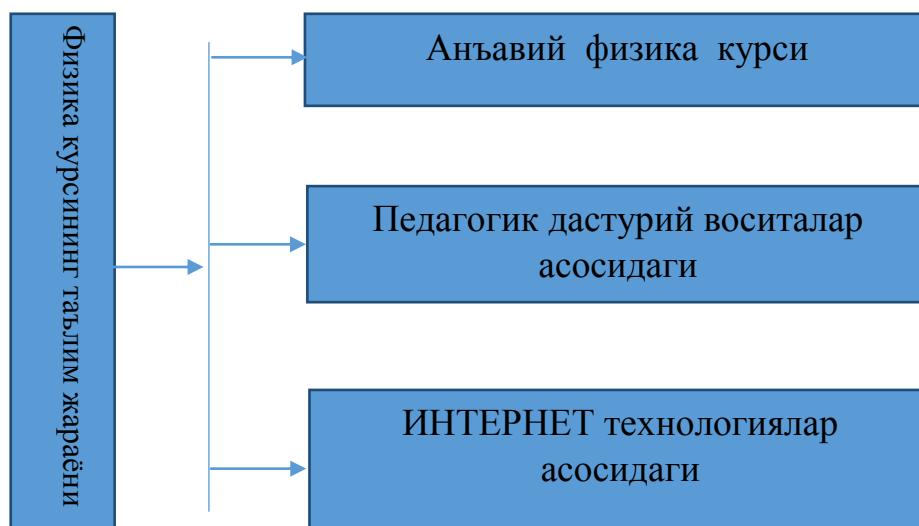 Физика курсининг таълим жараёни
Анъавий физика курси
Педагогик дастурий воситалар
асосидаги
ИНТЕРНЕТ технологиялар
асосидаги